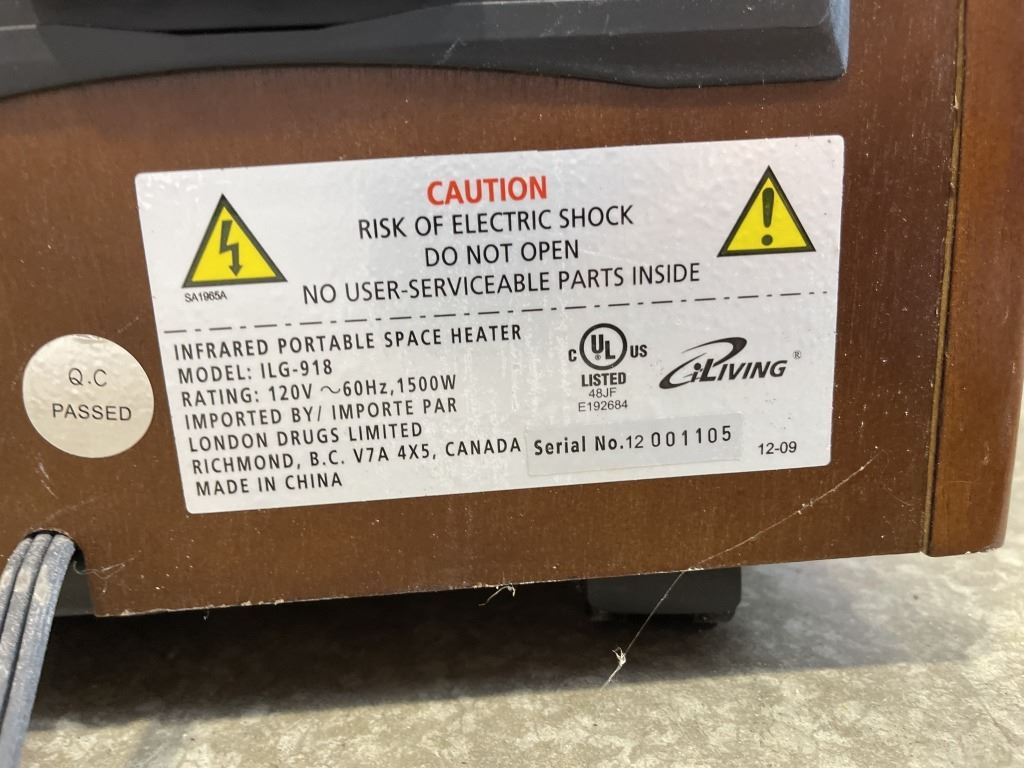 CAUTION
RISK OF ELECTRIC SHOCK
DO NOT OPEN
NO USER-SERVICEABLE PARTS INSIDE
SA1965A
INFRARED PORTABLE SPACE HEATER
MODEL: ILG-918
RATING: 120V ～60Hz,1500W
IMPORTED BY/ IMPORTE PAR
LONDON DRUGS LIMITED
RICHMOND, B.C. V7A 4X5, CANADA
MADE IN CHINA
C UL US
LISTED
48JF
E192684
iLIVING ®
Serial No.12 001105
12-09
Q.C
PASSED